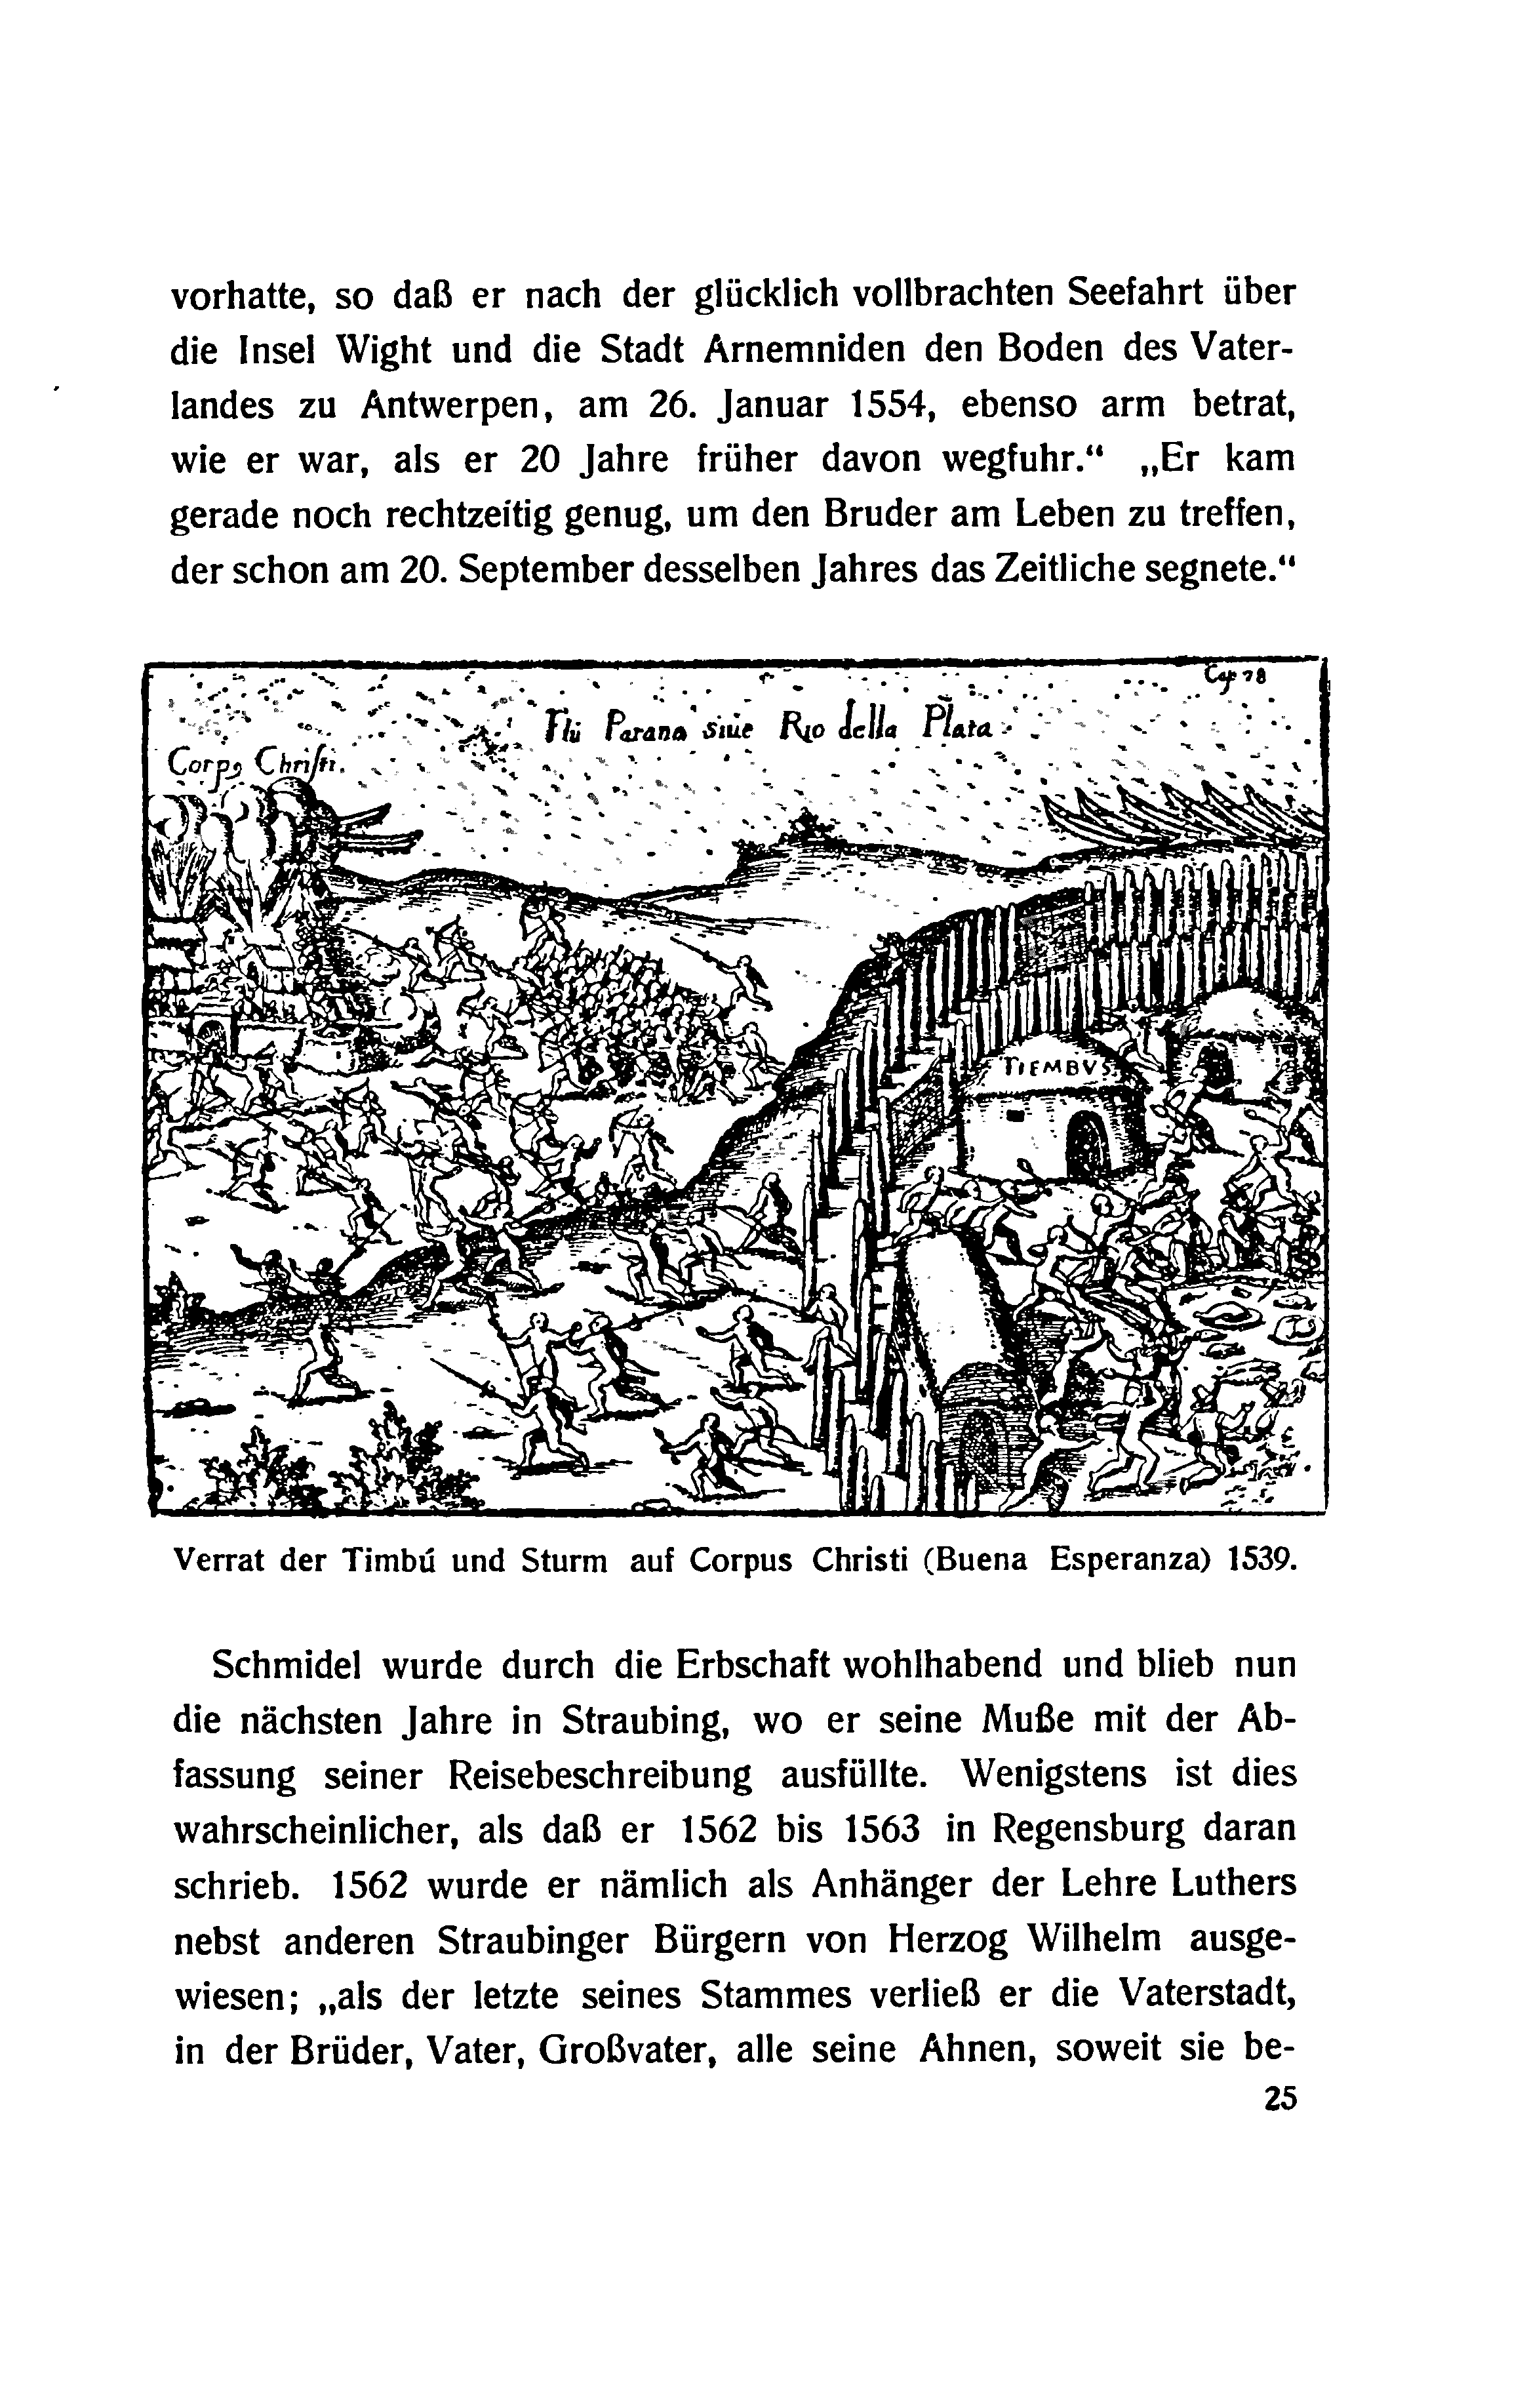 vorhatte, so daß er nach der glücklich vollbrachten Seefahrt über
die Insel Wight und die Stadt Arnemniden den Boden des Vater-
landes zu Antwerpen, am 26. Januar 1554, ebenso arm betrat,
wie er war, als er 20 Jahre früher davon wegfuhr.“ „Er kam
gerade noch rechtzeitig genug, um den Bruder am Leben zu treffen,
der schon am 20. September desselben Jahres das Zeitliche segnete.“
Cap 78
Flu Parana siue Rio della Plata
Corpꝰ Christi.
TIEMBVS
Verrat der Timbú und Sturm auf Corpus Christi (Buena Esperanza) 1539.
Schmidel wurde durch die Erbschaft wohlhabend und blieb nun
die nächsten Jahre in Straubing, wo er seine Muße mit der Ab-
fassung seiner Reisebeschreibung ausfüllte. Wenigstens ist dies
wahrscheinlicher, als daß er 1562 bis 1563 in Regensburg daran
schrieb. 1562 wurde er nämlich als Anhänger der Lehre Luthers
nebst anderen Straubinger Bürgern von Herzog Wilhelm ausge-
wiesen; „als der letzte seines Stammes verließ er die Vaterstadt,
in der Brüder, Vater, Großvater, alle seine Ahnen, soweit sie be-
25